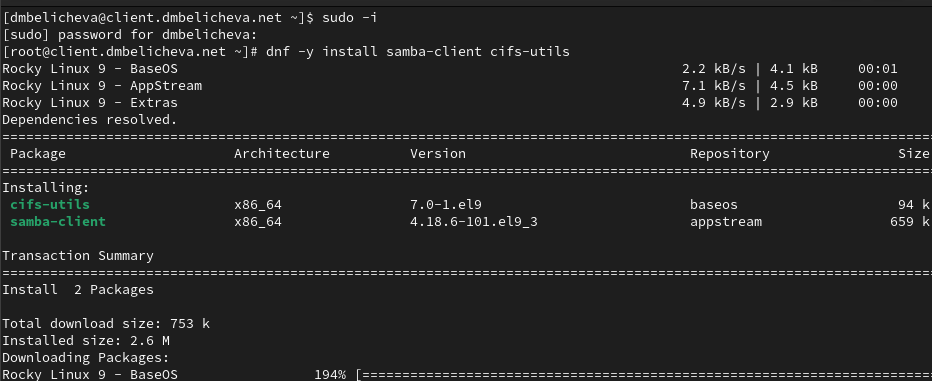 [dmbelicheva@client.dmbelicheva.net ~]$ sudo -i
[sudo] password for dmbelicheva:
[root@client.dmbelicheva.net ~]# dnf -y install samba-client cifs-utils
Rocky Linux 9 - BaseOS 2.2 kB/s | 4.1 kB 00:01
Rocky Linux 9 - AppStream 7.1 kB/s | 4.5 kB 00:00
Rocky Linux 9 - Extras 4.9 kB/s | 2.9 kB 00:00
Dependencies resolved.
====================================================================================================================
Package Architecture Version Repository Size
====================================================================================================================
Installing:
cifs-utils x86_64 7.0-1.el9 baseos 94 k
samba-client x86_64 4.18.6-101.el9_3 appstream 659 k
Transaction Summary
====================================================================================================================
Install 2 Packages
Total download size: 753 k
Installed size: 2.6 M
Downloading Packages:
Rocky Linux 9 - BaseOS 194% [=======================================================================